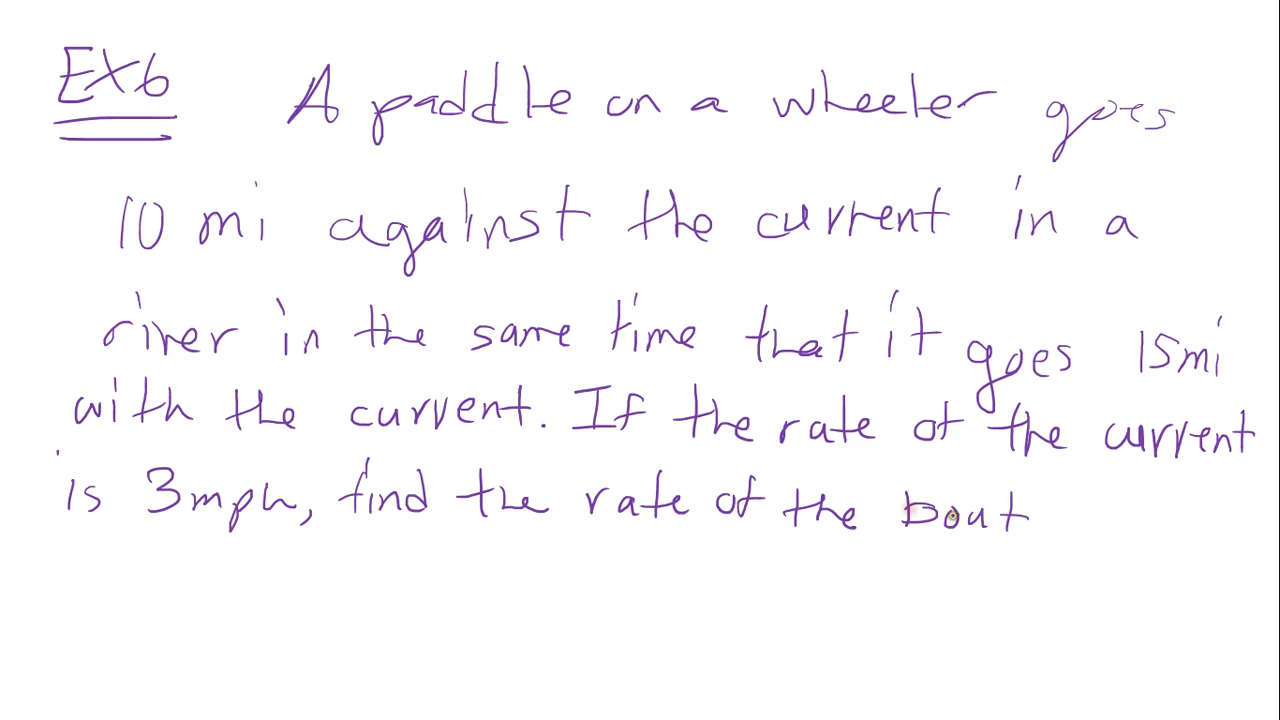 EX6 A paddle on a wheeler goes
10 mi against the current in a
river in the same time that it goes 15mi
with the current. If the rate of the current
is 3mph, find the rate of the boat